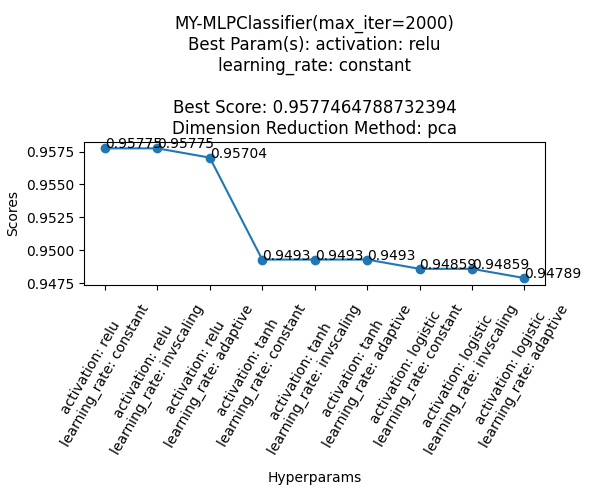 MY-MLPClassifier(max_iter=2000)
Best Param(s): activation: relu
learning_rate: constant
Best Score: 0.9577464788732394
Dimension Reduction Method: pca
Scores
0.9575
0.9550
0.9525
0.9500
0.9475
0.95775
0.95775
0.95704
0.9493
0.9493
0.9493
0.94859
0.94859
0.94789
activation: relu
learning_rate: constant
activation: relu
learning_rate: invscaling
activation: relu
learning_rate: adaptive
activation: tanh
learning_rate: constant
activation: tanh
learning_rate: invscaling
activation: tanh
learning_rate: adaptive
activation: logistic
learning_rate: constant
activation: logistic
learning_rate: invscaling
activation: logistic
learning_rate: adaptive
Hyperparams